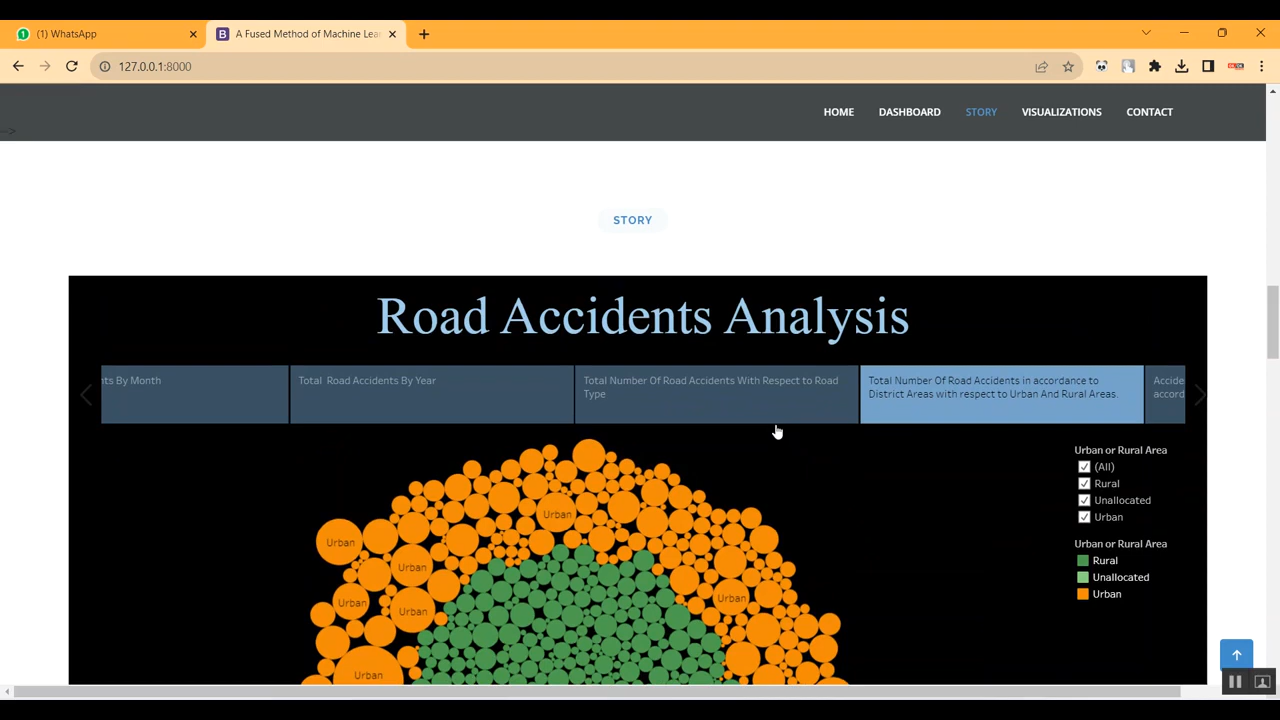 (1) WhatsApp
A Fused Method of Machine Lea
127.0.0.1:8000
HOME DASHBOARD STORY VISUALIZATIONS CONTACT
-->
STORY
Road Accidents Analysis
nts By Month
Total Road Accidents By Year
Total Number Of Road Accidents With Respect to Road
Type
Total Number Of Road Accidents in accordance to
District Areas with respect to Urban And Rural Areas.
Accide
accord
Urban or Rural Area
(All)
Rural
Unallocated
Urban
Urban or Rural Area
Rural
Unallocated
Urban
Urban
Urban
Urban
Urban
Urban
Urban
Urban